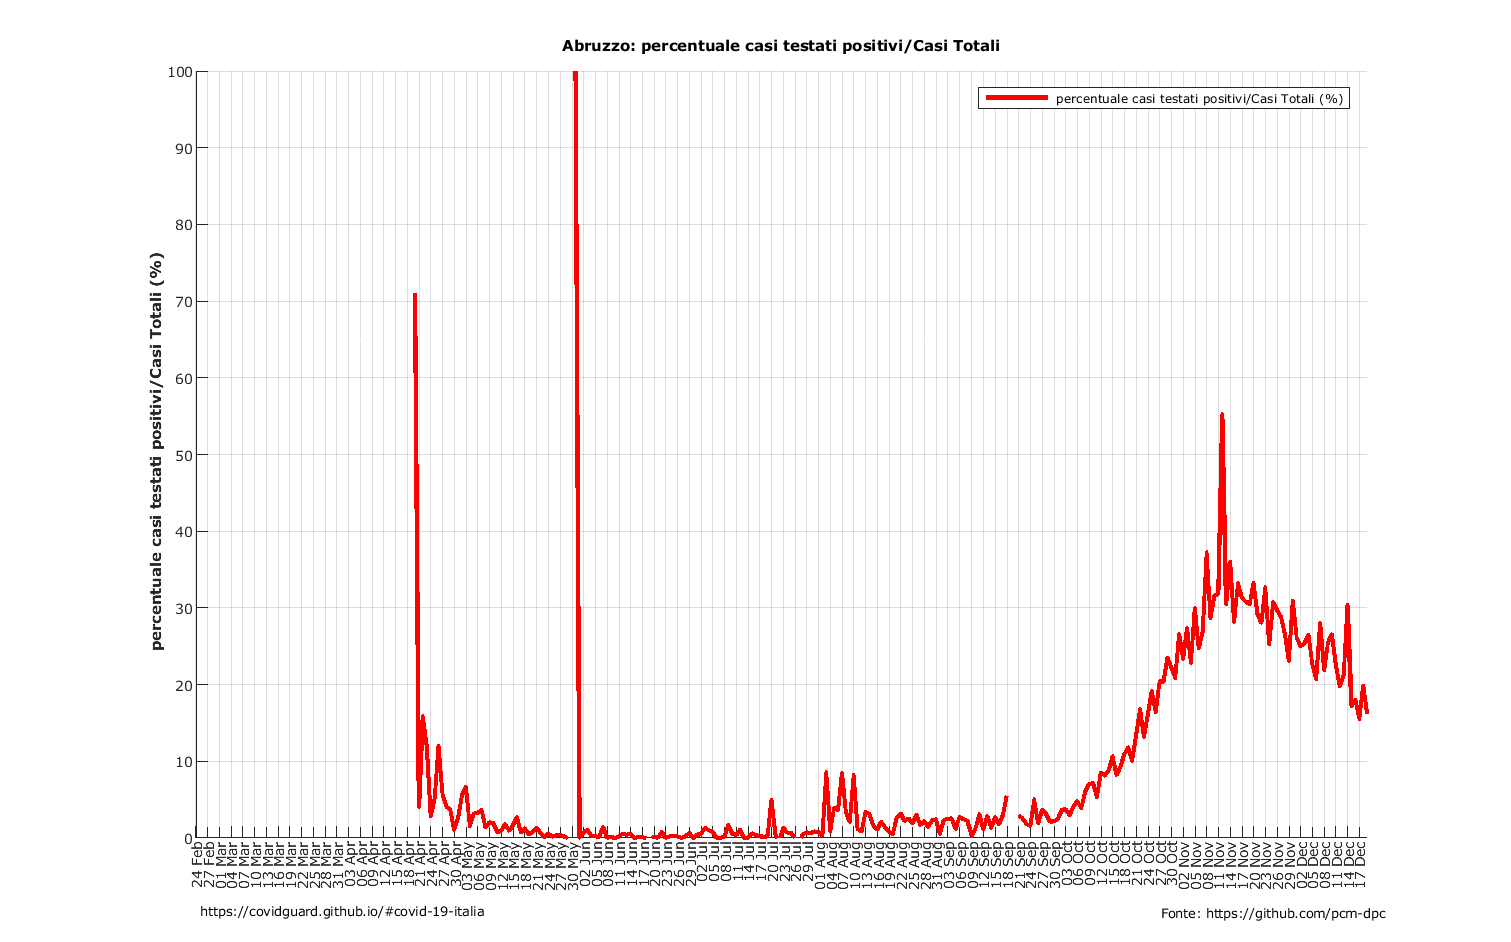 Abruzzo: percentuale casi testati positivi/Casi Totali
percentuale casi testati positivi/Casi Totali (%)
percentuale casi testati positivi/Casi Totali (%)
100
90
80
70
60
50
40
30
20
10
0
24 Feb
27 Feb
01 Mar
04 Mar
07 Mar
10 Mar
13 Mar
16 Mar
19 Mar
22 Mar
25 Mar
28 Mar
31 Mar
03 Apr
06 Apr
09 Apr
12 Apr
15 Apr
18 Apr
21 Apr
24 Apr
27 Apr
30 Apr
03 May
06 May
09 May
12 May
15 May
18 May
21 May
24 May
27 May
30 May
02 Jun
05 Jun
08 Jun
11 Jun
14 Jun
17 Jun
20 Jun
23 Jun
26 Jun
29 Jun
02 Jul
05 Jul
08 Jul
11 Jul
14 Jul
17 Jul
20 Jul
23 Jul
26 Jul
29 Jul
01 Aug
04 Aug
07 Aug
10 Aug
13 Aug
16 Aug
19 Aug
22 Aug
25 Aug
28 Aug
31 Aug
03 Sep
06 Sep
09 Sep
12 Sep
15 Sep
18 Sep
21 Sep
24 Sep
27 Sep
30 Sep
03 Oct
06 Oct
09 Oct
12 Oct
15 Oct
18 Oct
21 Oct
24 Oct
27 Oct
30 Oct
02 Nov
05 Nov
08 Nov
11 Nov
14 Nov
17 Nov
20 Nov
23 Nov
26 Nov
29 Nov
02 Dec
05 Dec
08 Dec
11 Dec
14 Dec
17 Dec
https://covidguard.github.io/#covid-19-italia
Fonte: https://github.com/pcm-dpc